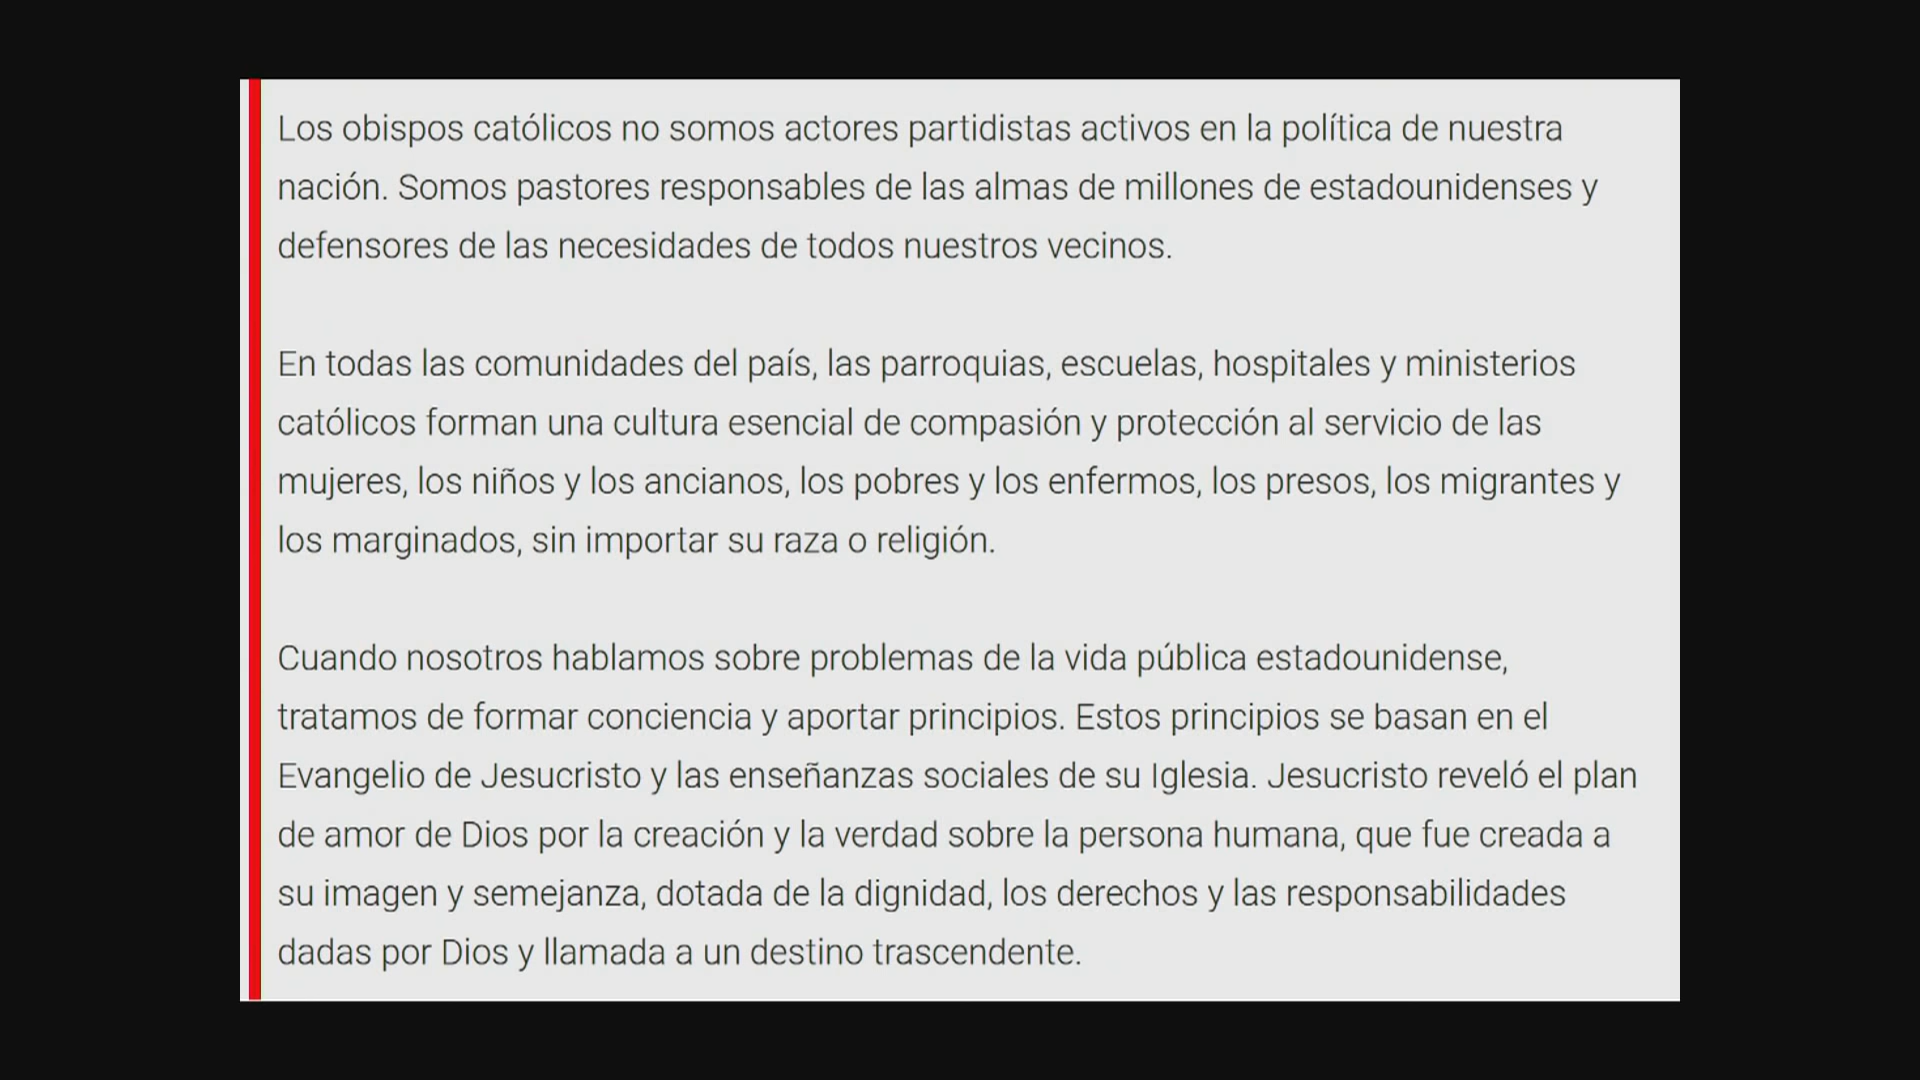 Los obispos católicos no somos actores partidistas activos en la política de nuestra
nación. Somos pastores responsables de las almas de millones de estadounidenses y
defensores de las necesidades de todos nuestros vecinos.
En todas las comunidades del país, las parroquias, escuelas, hospitales y ministerios
católicos forman una cultura esencial de compasión y protección al servicio de las
mujeres, los niños y los ancianos, los pobres y los enfermos, los presos, los migrantes y
los marginados, sin importar su raza o religión.
Cuando nosotros hablamos sobre problemas de la vida pública estadounidense,
tratamos de formar conciencia y aportar principios. Estos principios se basan en el
Evangelio de Jesucristo y las enseñanzas sociales de su Iglesia. Jesucristo reveló el plan
de amor de Dios por la creación y la verdad sobre la persona humana, que fue creada a
su imagen y semejanza, dotada de la dignidad, los derechos y las responsabilidades
dadas por Dios y llamada a un destino trascendente.